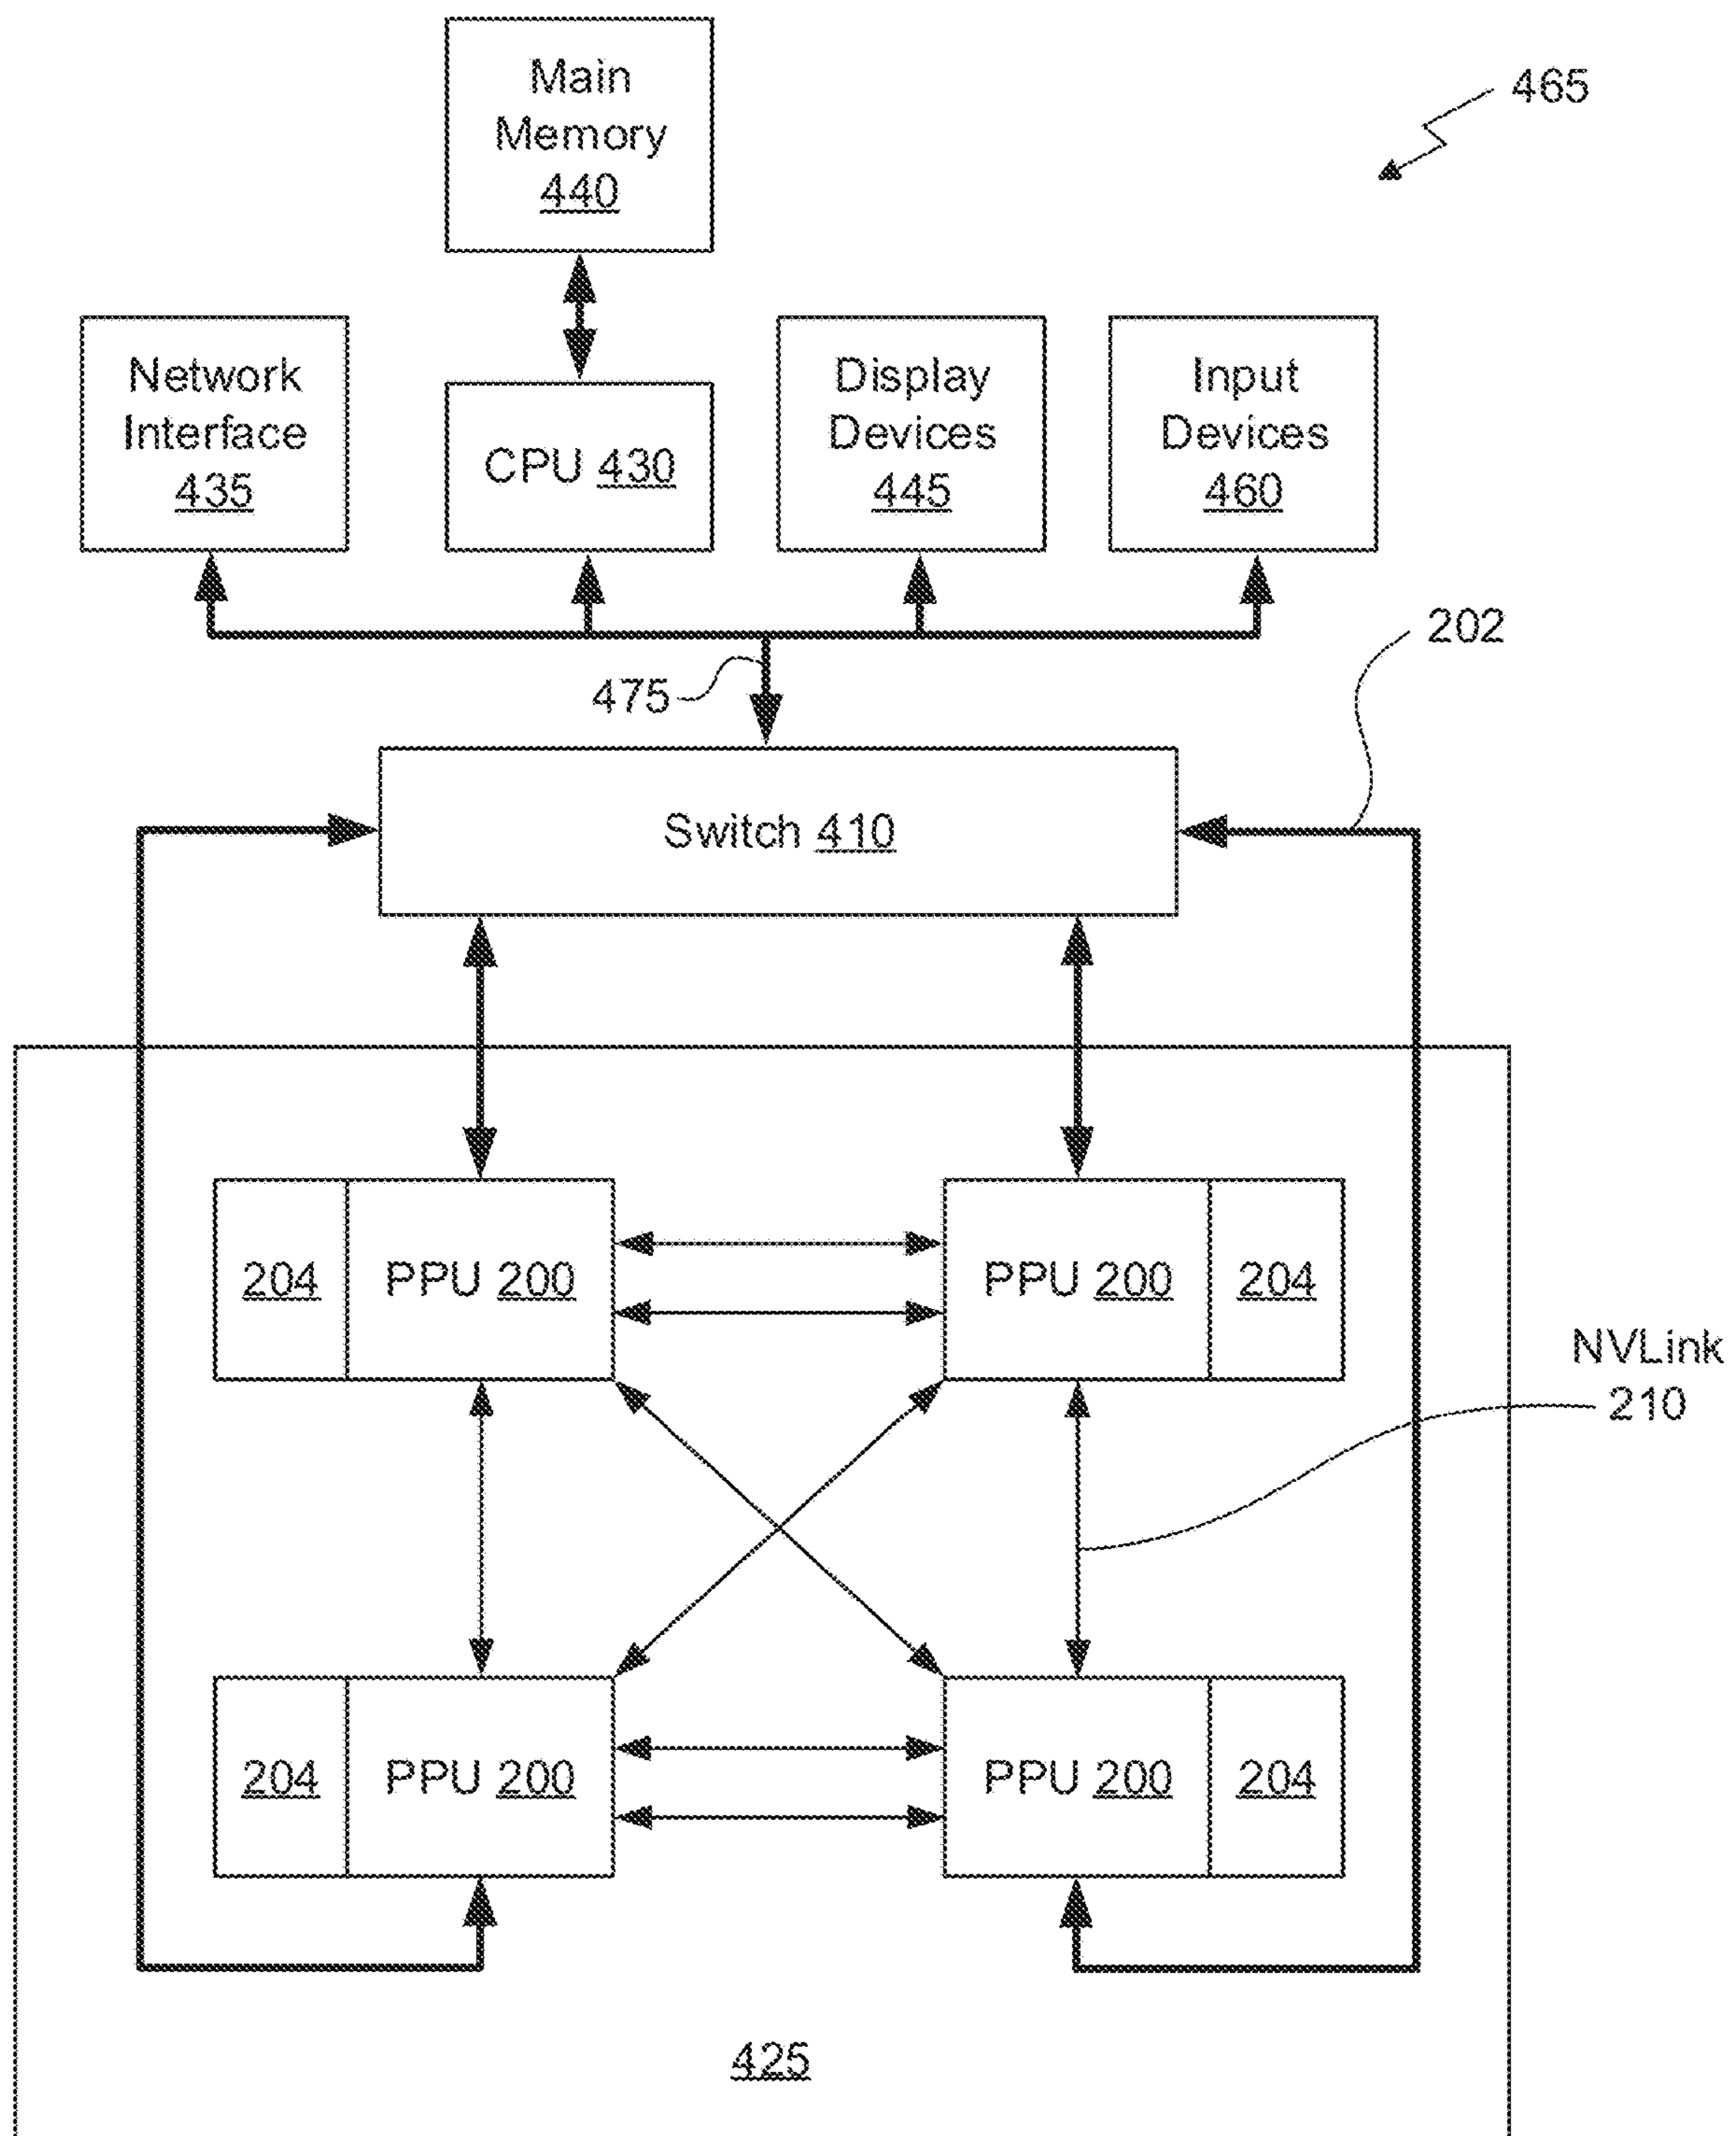 Main
Memory
440
465
Network
Interface
435
CPU 430
Display
Devices
445
Input
Devices
460
202
475
Switch 410
204
PPU 200
PPU 200
204
NVLink
210
204
PPU 200
PPU 200
204
425